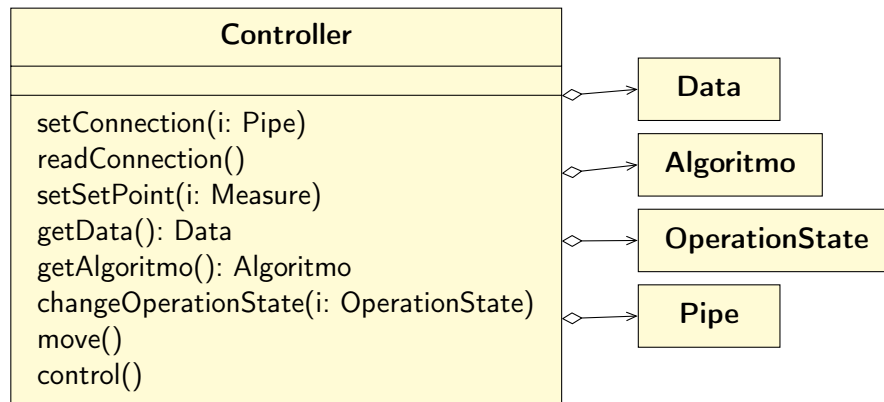 Controller
setConnection(i: Pipe)
readConnection()
setSetPoint(i: Measure)
getData(): Data
getAlgoritmo(): Algoritmo
changeOperationState(i: OperationState)
move()
control()
Data
Algoritmo
OperationState
Pipe